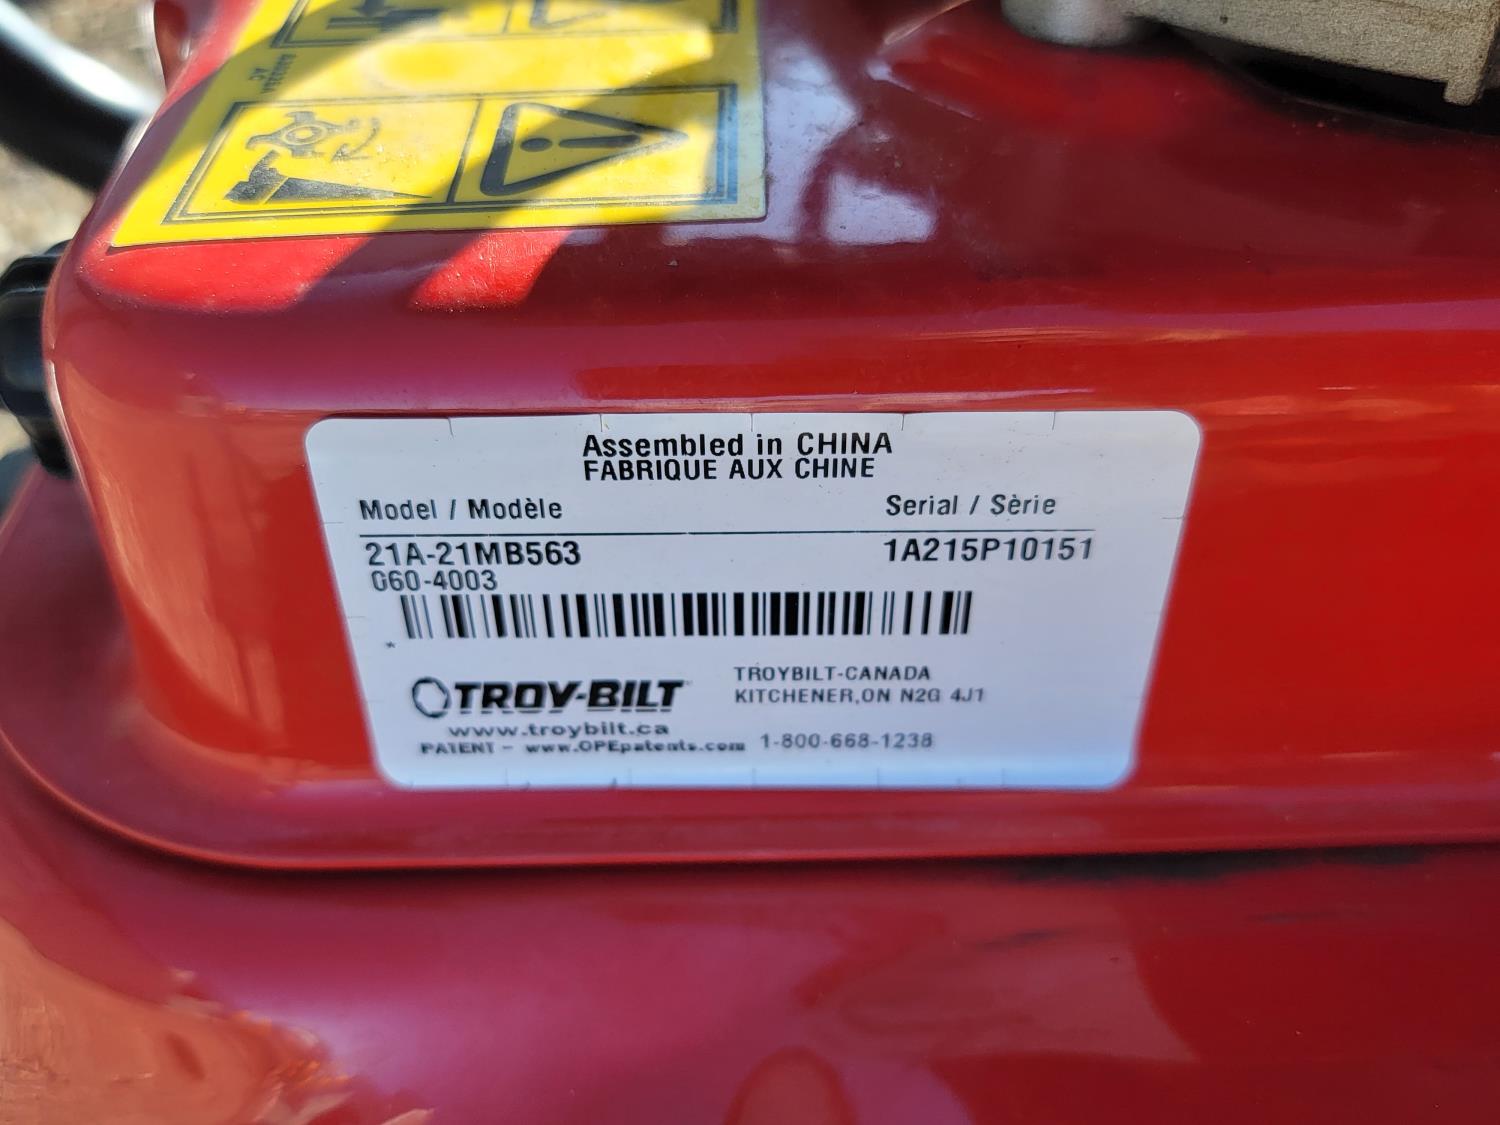 Assembled in CHINA
FABRIQUE AUX CHINE
Model / Modèle Serial / Sèrie
21A-21MB563 1A215P10151
060-4003
*
TROY-BILT
TROYBILT-CANADA
KITCHENER,ON N2G 4J1
www.troybilt.ca
PATENT - www.OPEpatents.com 1-800-668-1238